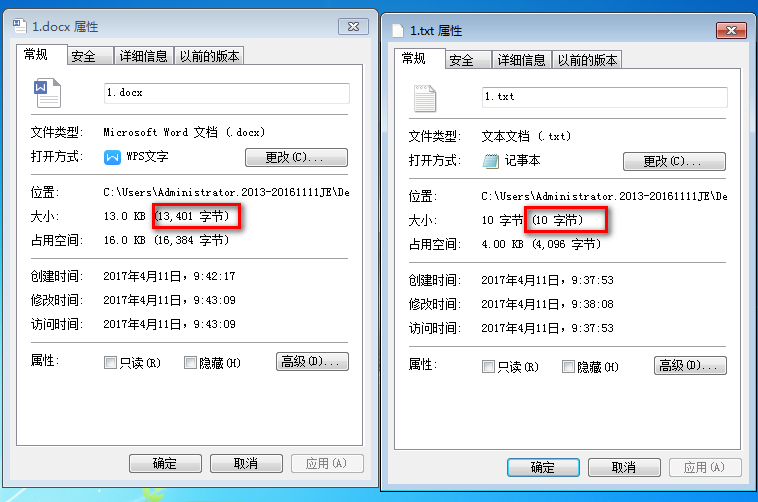 1.docx 属性
常规 安全 详细信息 以前的版本
1.docx
文件类型: Microsoft Word 文档 (.docx)
打开方式: WPS文字 更改(C)...
位置: C:\Users\Administrator.2013-20161111JE\De
大小: 13.0 KB (13,401 字节)
占用空间: 16.0 KB (16,384 字节)
创建时间: 2017年4月11日，9:42:17
修改时间: 2017年4月11日，9:43:09
访问时间: 2017年4月11日，9:43:09
属性: 只读(R) 隐藏(H) 高级(D)...
确定 取消 应用(A)
1.txt 属性
常规 安全 详细信息 以前的版本
1.txt
文件类型: 文本文档 (.txt)
打开方式: 记事本 更改(C)...
位置: C:\Users\Administrator.2013-20161111JE\De
大小: 10 字节 (10 字节)
占用空间: 4.00 KB (4,096 字节)
创建时间: 2017年4月11日，9:37:53
修改时间: 2017年4月11日，9:38:08
访问时间: 2017年4月11日，9:37:53
属性: 只读(R) 隐藏(H) 高级(D)...
确定 取消 应用(A)